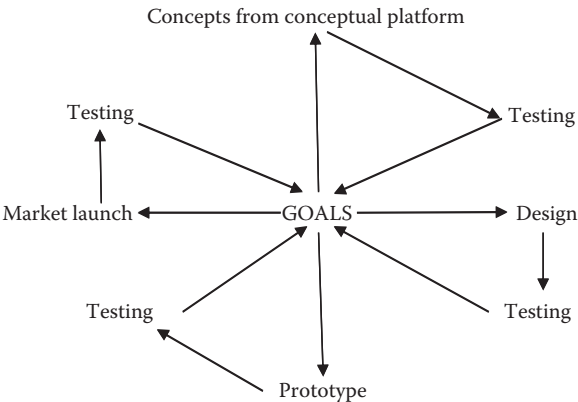 Concepts from conceptual platform
Testing
Testing
Market launch
GOALS
Design
Testing
Testing
Prototype